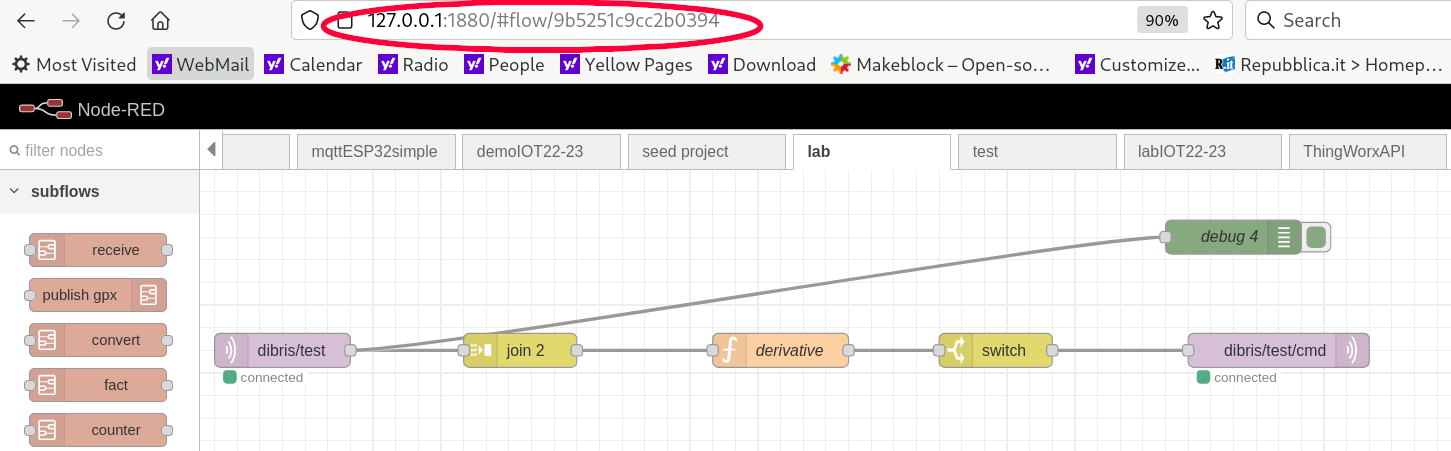 127.0.0.1:1880/#flow/9b5251c9cc2b0394 90% Search
Most Visited WebMail Calendar Radio People Yellow Pages Download Makeblock – Open-so… Customize… Repubblica.it > Homep…
Node-RED
filter nodes mqttESP32simple demoIOT22-23 seed project lab test labIOT22-23 ThingWorxAPI
subflows
receive
debug 4
publish gpx
convert
dibris/test join 2 derivative switch dibris/test/cmd
connected connected
fact
counter